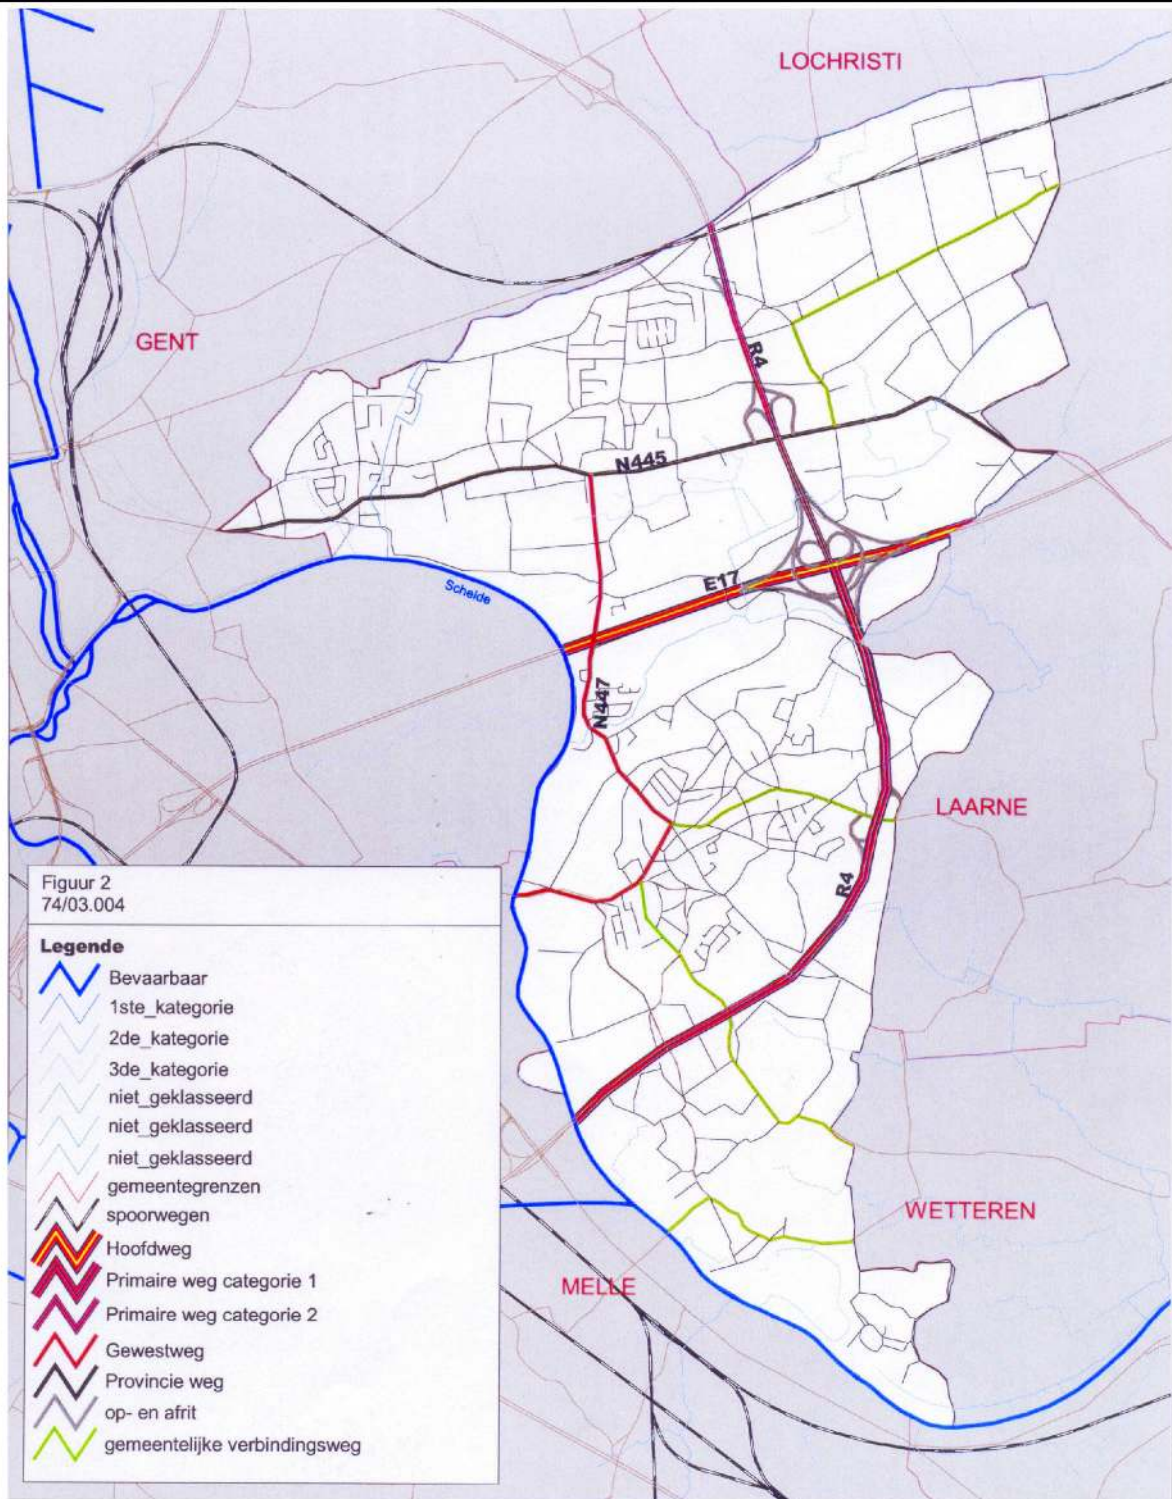 LOCHRISTI
GENT
R4
N445
E17
Schelde
N447
LAARNE
R4
Figuur 2
74/03.004
Legende
Bevaarbaar
1ste_kategorie
2de_kategorie
3de_kategorie
niet_geklasseerd
niet_geklasseerd
niet_geklasseerd
gemeentegrenzen
spoorwegen
Hoofdweg
Primaire weg categorie 1
Primaire weg categorie 2
Gewestweg
Provincie weg
op- en afrit
gemeentelijke verbindingsweg
WETTEREN
MELLE